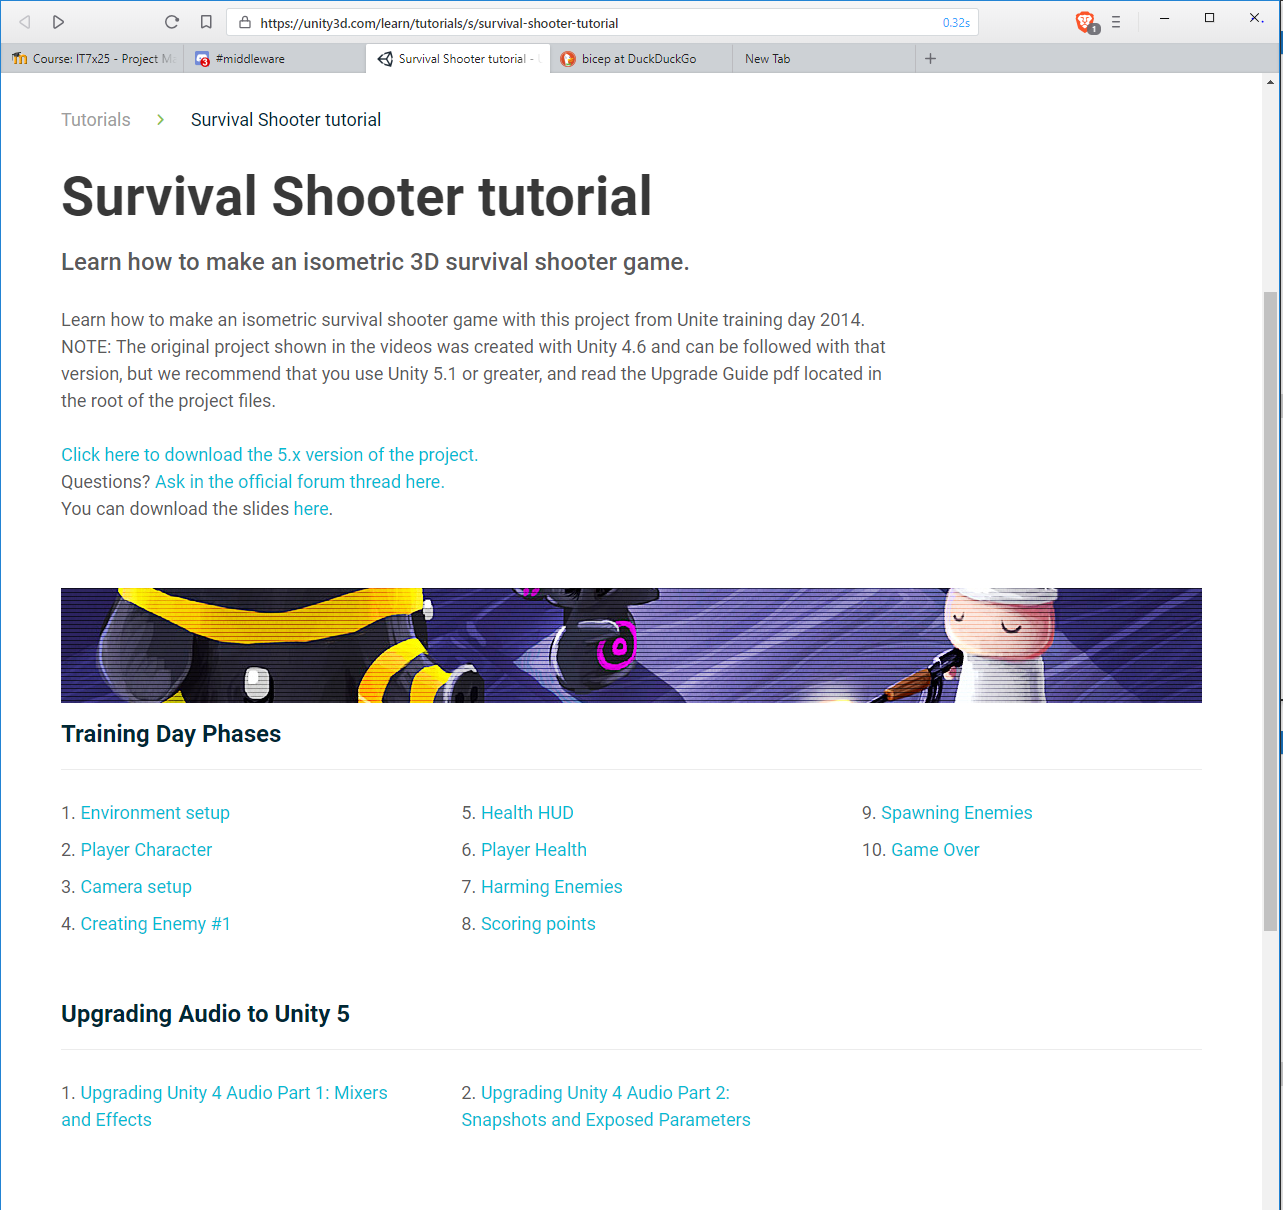 https://unity3d.com/learn/tutorials/s/survival-shooter-tutorial 0.32s 1
Course: IT7x25 - Project Ma 3 #middleware Survival Shooter tutorial - bicep at DuckDuckGo New Tab
Tutorials > Survival Shooter tutorial
Survival Shooter tutorial
Learn how to make an isometric 3D survival shooter game.
Learn how to make an isometric survival shooter game with this project from Unite training day 2014.
NOTE: The original project shown in the videos was created with Unity 4.6 and can be followed with that
version, but we recommend that you use Unity 5.1 or greater, and read the Upgrade Guide pdf located in
the root of the project files.
Click here to download the 5.x version of the project.
Questions? Ask in the official forum thread here.
You can download the slides here.
Training Day Phases
1. Environment setup
2. Player Character
3. Camera setup
4. Creating Enemy #1
5. Health HUD
6. Player Health
7. Harming Enemies
8. Scoring points
9. Spawning Enemies
10. Game Over
Upgrading Audio to Unity 5
1. Upgrading Unity 4 Audio Part 1: Mixers
and Effects
2. Upgrading Unity 4 Audio Part 2:
Snapshots and Exposed Parameters